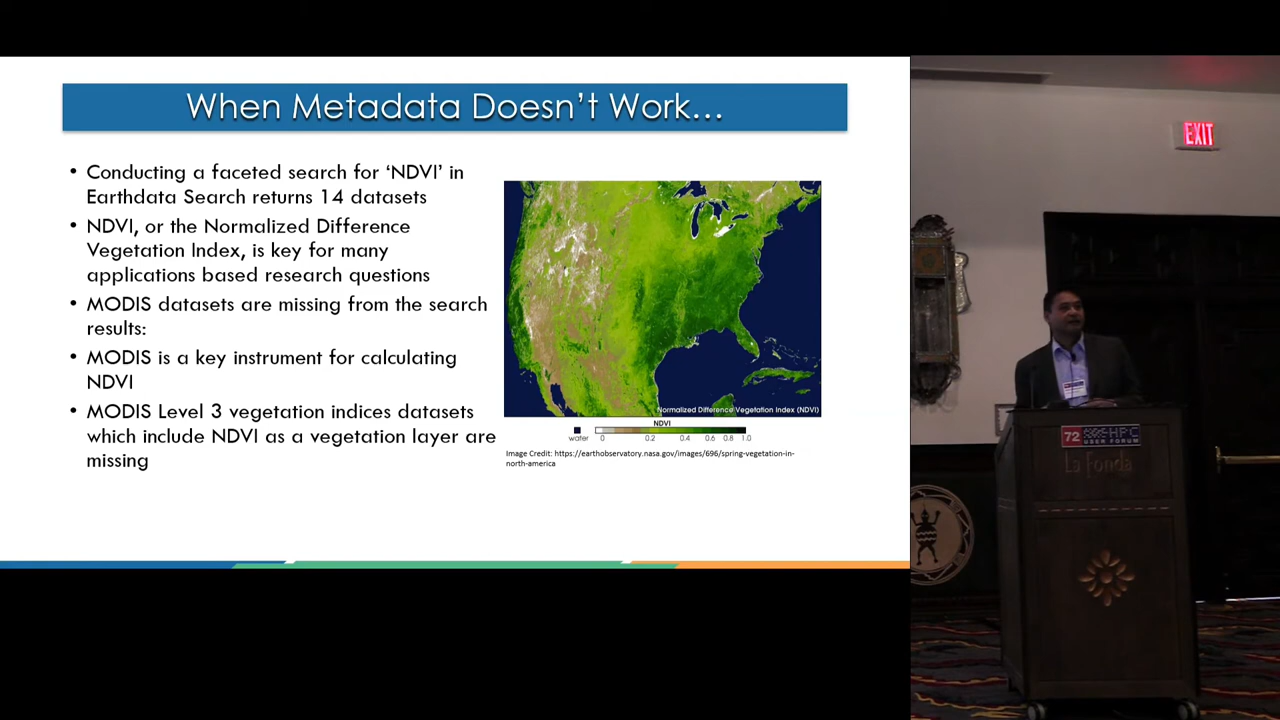 When Metadata Doesn't Work...
• Conducting a faceted search for 'NDVI' in
Earthdata Search returns 14 datasets
• NDVI, or the Normalized Difference
Vegetation Index, is key for many
applications based research questions
• MODIS datasets are missing from the search
results:
• MODIS is a key instrument for calculating
NDVI
• MODIS Level 3 vegetation indices datasets
which include NDVI as a vegetation layer are
missing
Normalized Difference Vegetation Index (NDVI)
NDVI
water 0 0.2 0.4 0.6 0.8 1.0
Image Credit: https://earthobservatory.nasa.gov/images/696/spring-vegetation-in-
north-america
EXIT
72 HPC
USER FORUM
La Fonda